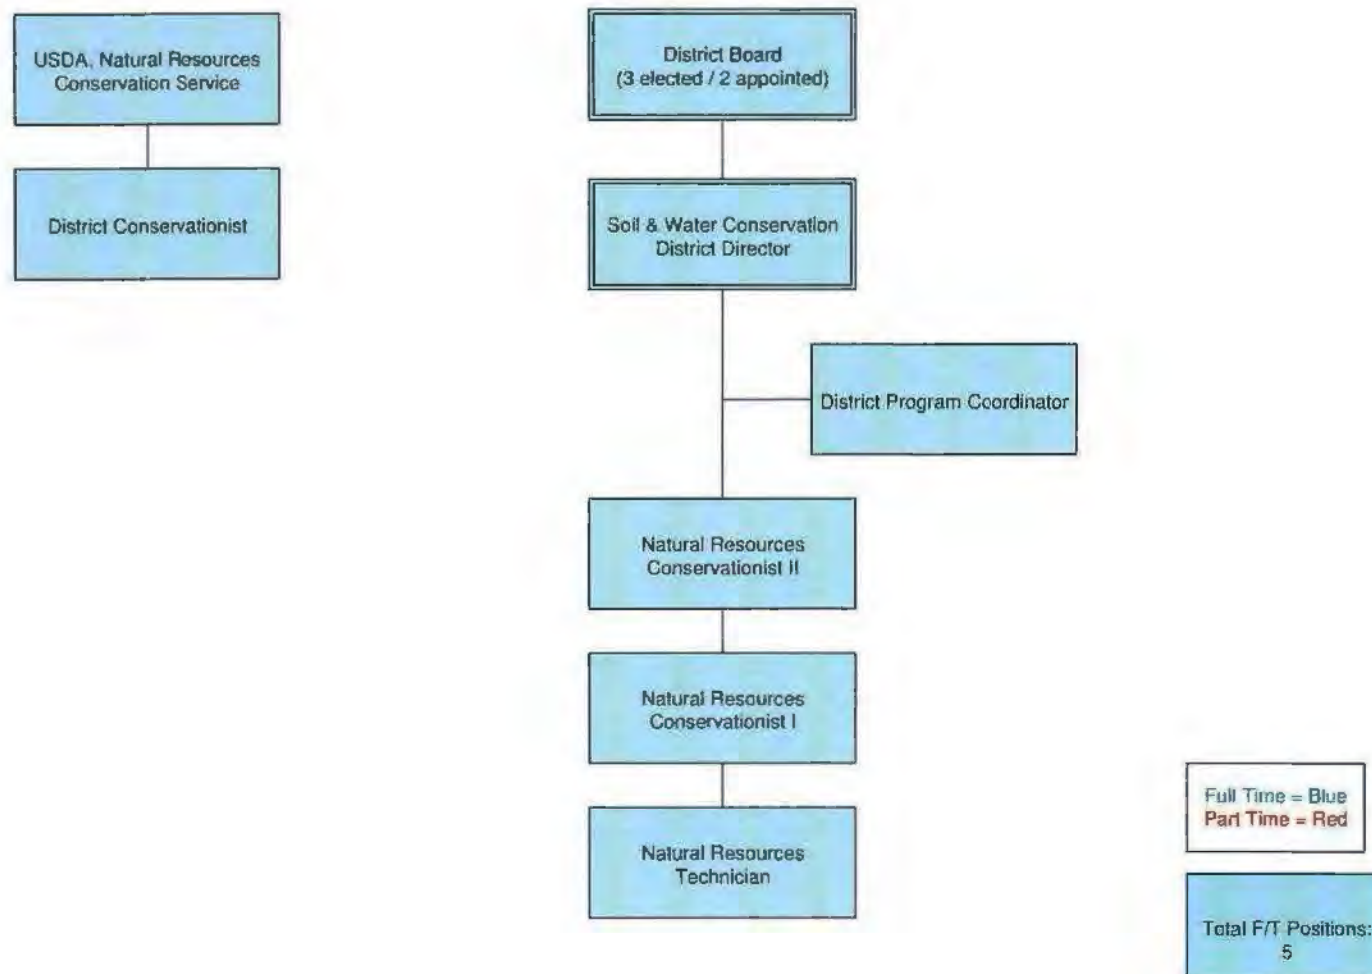 USDA, Natural Resources
Conservation Service
District Conservationist
District Board
(3 elected / 2 appointed)
Soil & Water Conservation
District Director
District Program Coordinator
Natural Resources
Conservationist II
Natural Resources
Conservationist I
Natural Resources
Technician
Full Time = Blue
Part Time = Red
Total F/T Positions:
5